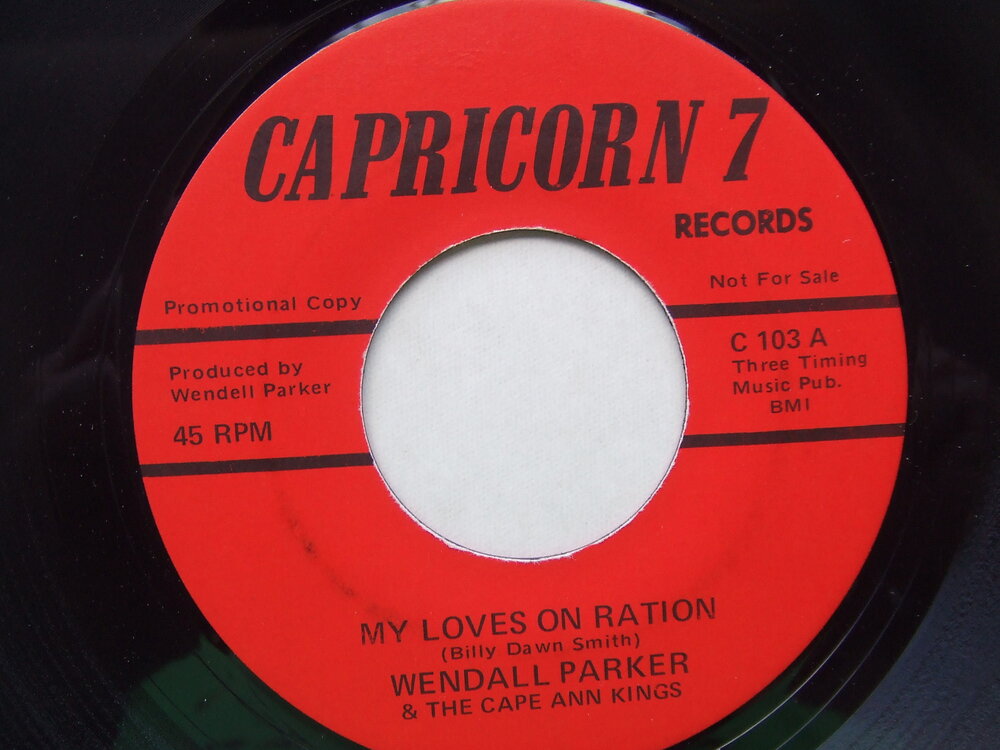 CAPRICORN 7
RECORDS
Promotional Copy
Not For Sale
Produced by
Wendell Parker
45 RPM
C 103 A
Three Timing
Music Pub.
BMI
MY LOVES ON RATION
(Billy Dawn Smith)
WENDALL PARKER
& THE CAPE ANN KINGS